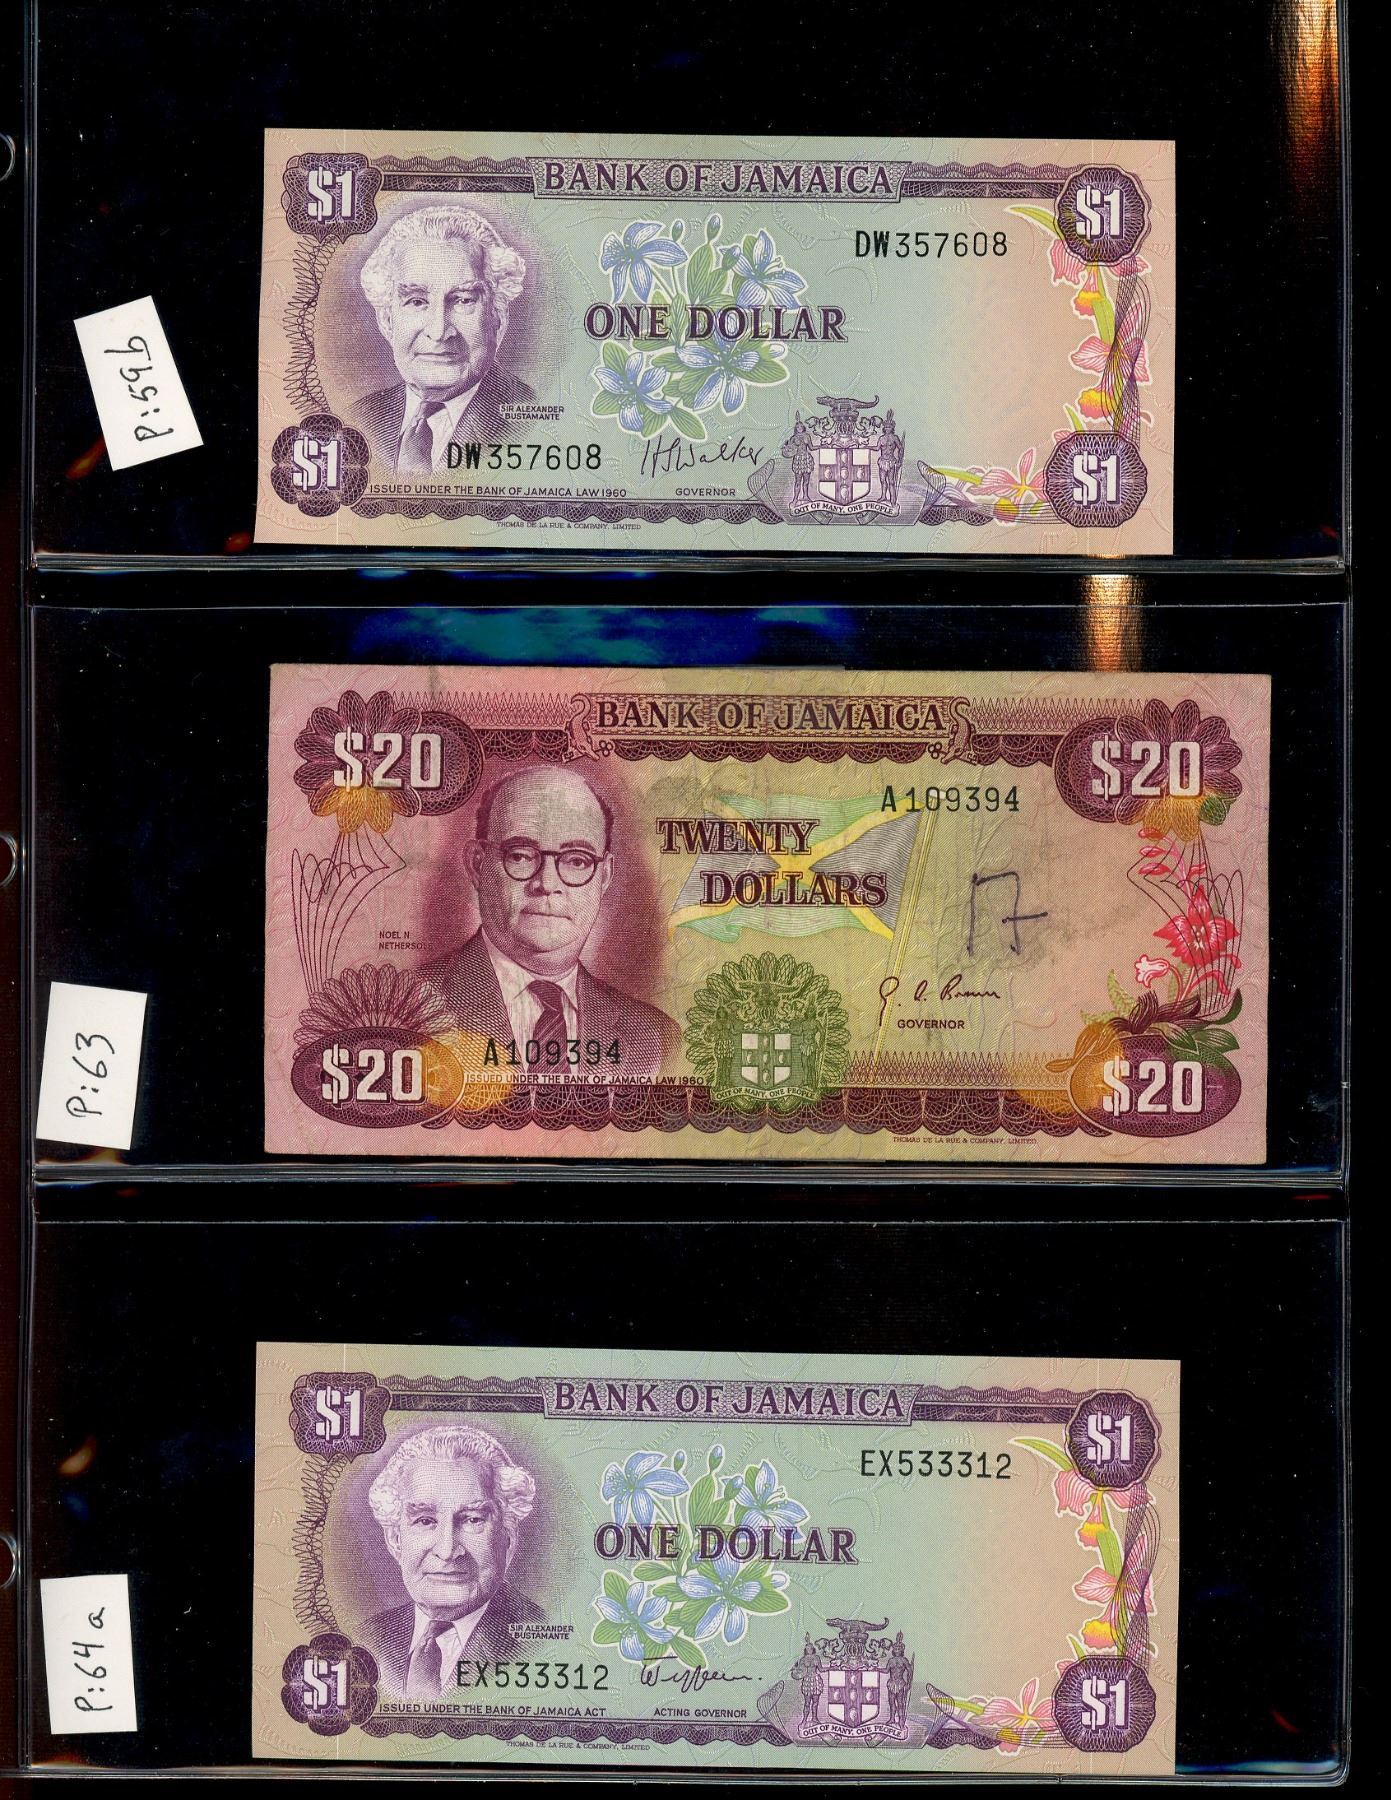 BANK OF JAMAICA
$1 $1
DW357608
ONE DOLLAR
SIR ALEXANDER
BUSTAMANTE
DW357608 HSWalker
$1 $1
ISSUED UNDER THE BANK OF JAMAICA LAW 1960 GOVERNOR
OUT OF MANY, ONE PEOPLE
THOMAS DE LA RUE & COMPANY, LIMITED
P:59b
BANK OF JAMAICA
$20 $20
A109394
TWENTY
DOLLARS
17
NOEL N
NETHERSOLE
G. A. Brown
GOVERNOR
A109394
$20 $20
ISSUED UNDER THE BANK OF JAMAICA LAW 1960
OUT OF MANY, ONE PEOPLE
THOMAS DE LA RUE & COMPANY, LIMITED
P:63
BANK OF JAMAICA
$1 $1
EX533312
ONE DOLLAR
SIR ALEXANDER
BUSTAMANTE
EX533312
$1 $1
ISSUED UNDER THE BANK OF JAMAICA ACT ACTING GOVERNOR
OUT OF MANY, ONE PEOPLE
THOMAS DE LA RUE & COMPANY, LIMITED
P:64a